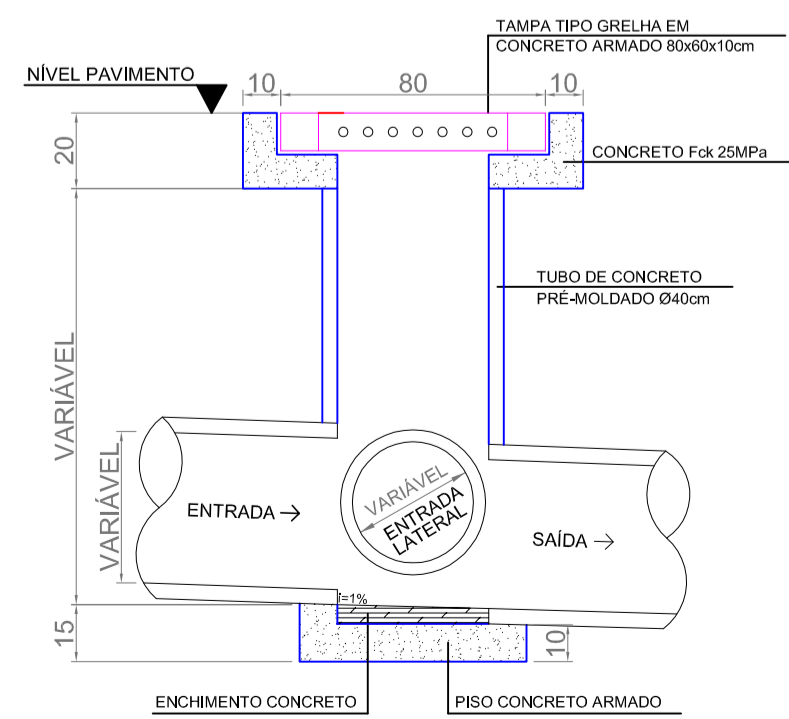 TAMPA TIPO GRELHA EM
CONCRETO ARMADO 80x60x10cm
NÍVEL PAVIMENTO
10
80
10
20
CONCRETO Fck 25MPa
TUBO DE CONCRETO
PRÉ-MOLDADO Ø40cm
VARIÁVEL
VARIÁVEL
ENTRADA →
VARIÁVEL
ENTRADA
LATERAL
SAÍDA →
i=1%
15
10
ENCHIMENTO CONCRETO
PISO CONCRETO ARMADO